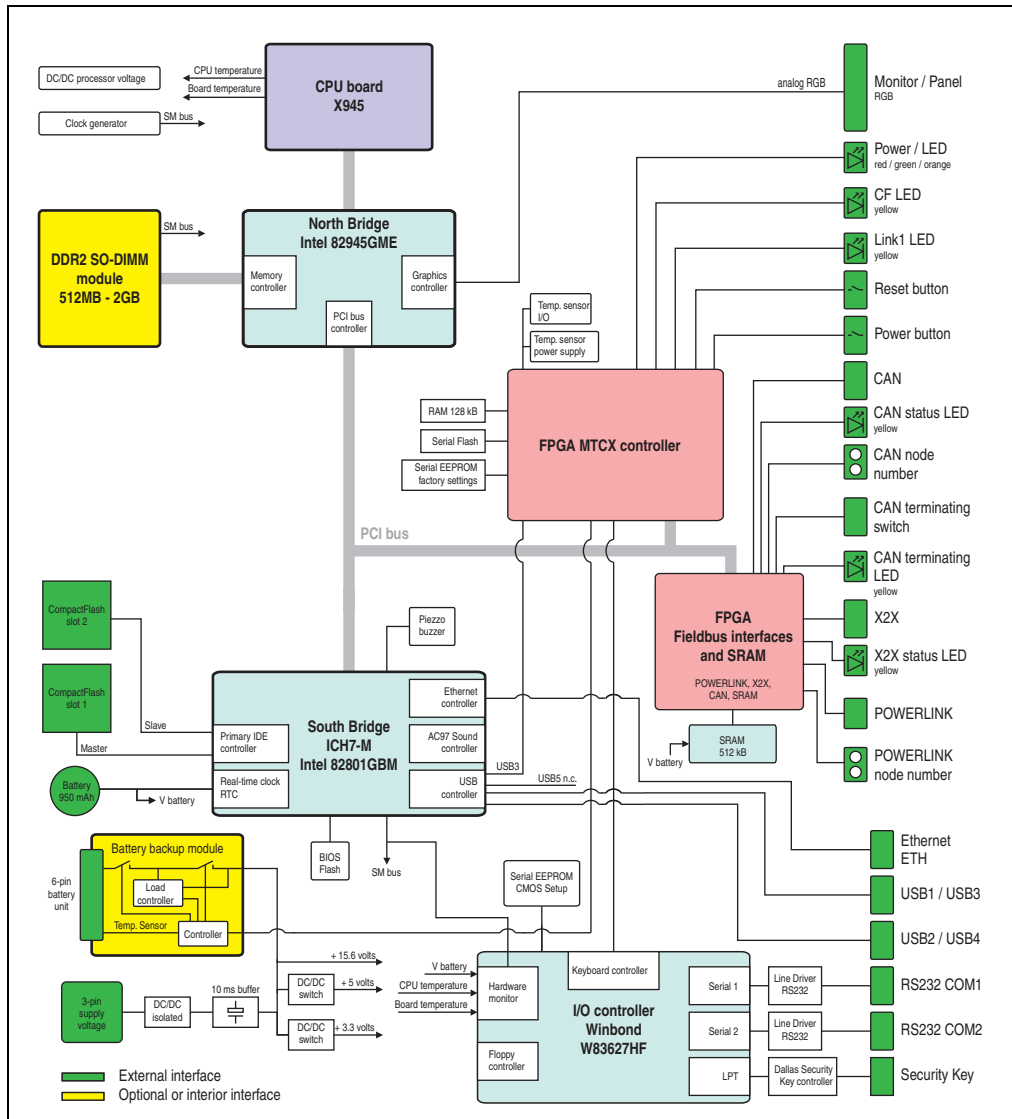 DC/DC processor voltage
CPU temperature
Board temperature
Clock generator
SM bus
CPU board
X945
analog RGB
Monitor / Panel
RGB
Power / LED
red / green / orange
CF LED
yellow
Link1 LED
yellow
Reset button
Power button
CAN
CAN status LED
yellow
CAN node
number
CAN terminating
switch
CAN terminating
LED
yellow
X2X
X2X status LED
yellow
POWERLINK
POWERLINK
node number
Ethernet
ETH
USB1 / USB3
USB2 / USB4
RS232 COM1
RS232 COM2
Security Key
DDR2 SO-DIMM
module
512MB - 2GB
SM bus
North Bridge
Intel 82945GME
Memory
controller
Graphics
controller
PCI bus
controller
Temp. sensor
I/O
Temp. sensor
power supply
RAM 128 kB
Serial Flash
Serial EEPROM
factory settings
FPGA MTCX controller
PCI bus
FPGA
Fieldbus interfaces
and SRAM
POWERLINK, X2X,
CAN, SRAM
SRAM
512 kB
V battery
CompactFlash
slot 2
CompactFlash
slot 1
Slave
Master
Piezzo
buzzer
South Bridge
ICH7-M
Intel 82801GBM
Primary IDE
controller
Real-time clock
RTC
Ethernet
controller
AC97 Sound
controller
USB
controller
USB3
USB5 n.c.
Battery
950 mAh
V battery
BIOS
Flash
SM bus
Battery backup module
6-pin
battery
unit
Load
controller
Temp. Sensor
Controller
Serial EEPROM
CMOS Setup
+ 15.6 volts
DC/DC
switch
+ 5 volts
DC/DC
switch
+ 3.3 volts
3-pin
supply
voltage
DC/DC
isolated
10 ms buffer
V battery
CPU temperature
Board temperature
Hardware
monitor
Keyboard controller
Floppy
controller
I/O controller
Winbond
W83627HF
Serial 1
Serial 2
LPT
Line Driver
RS232
Line Driver
RS232
Dallas Security
Key controller
External interface
Optional or interior interface